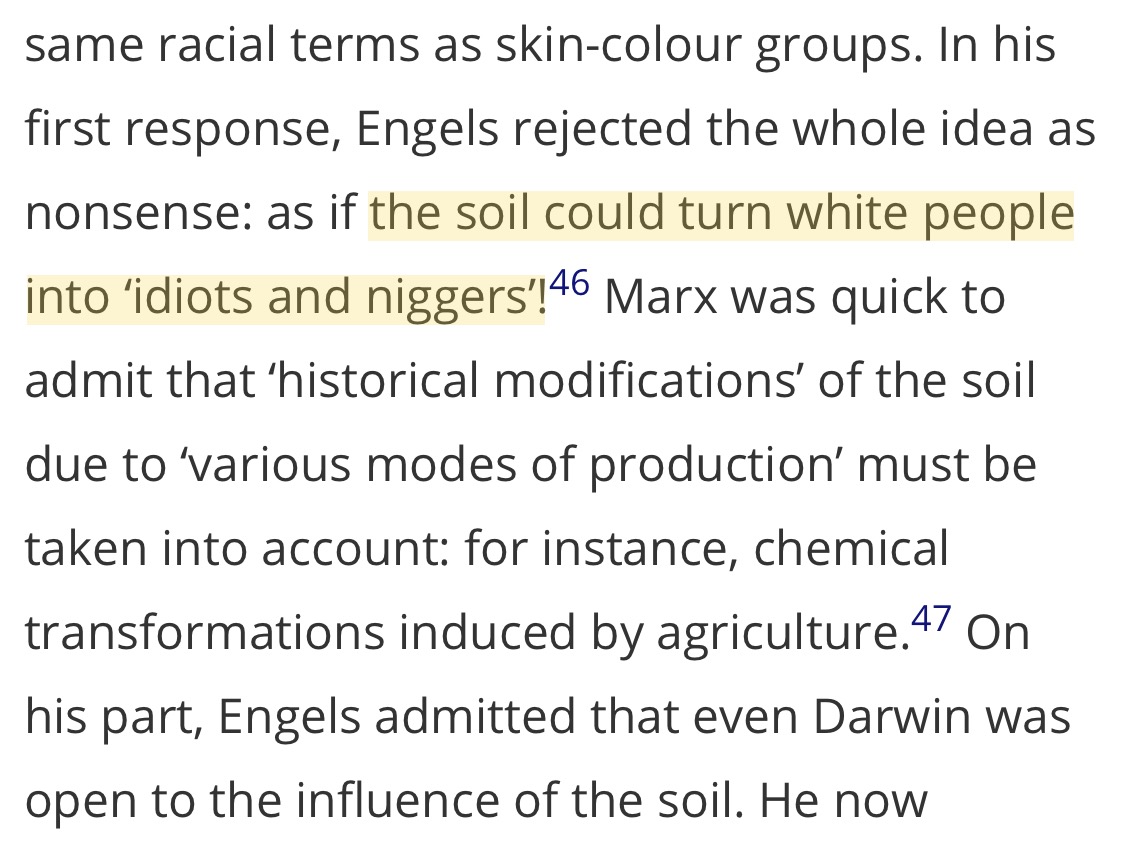 same racial terms as skin-colour groups. In his
first response, Engels rejected the whole idea as
nonsense: as if the soil could turn white people
into ‘idiots and niggers’!46 Marx was quick to
admit that ‘historical modifications’ of the soil
due to ‘various modes of production’ must be
taken into account: for instance, chemical
transformations induced by agriculture.47 On
his part, Engels admitted that even Darwin was
open to the influence of the soil. He now